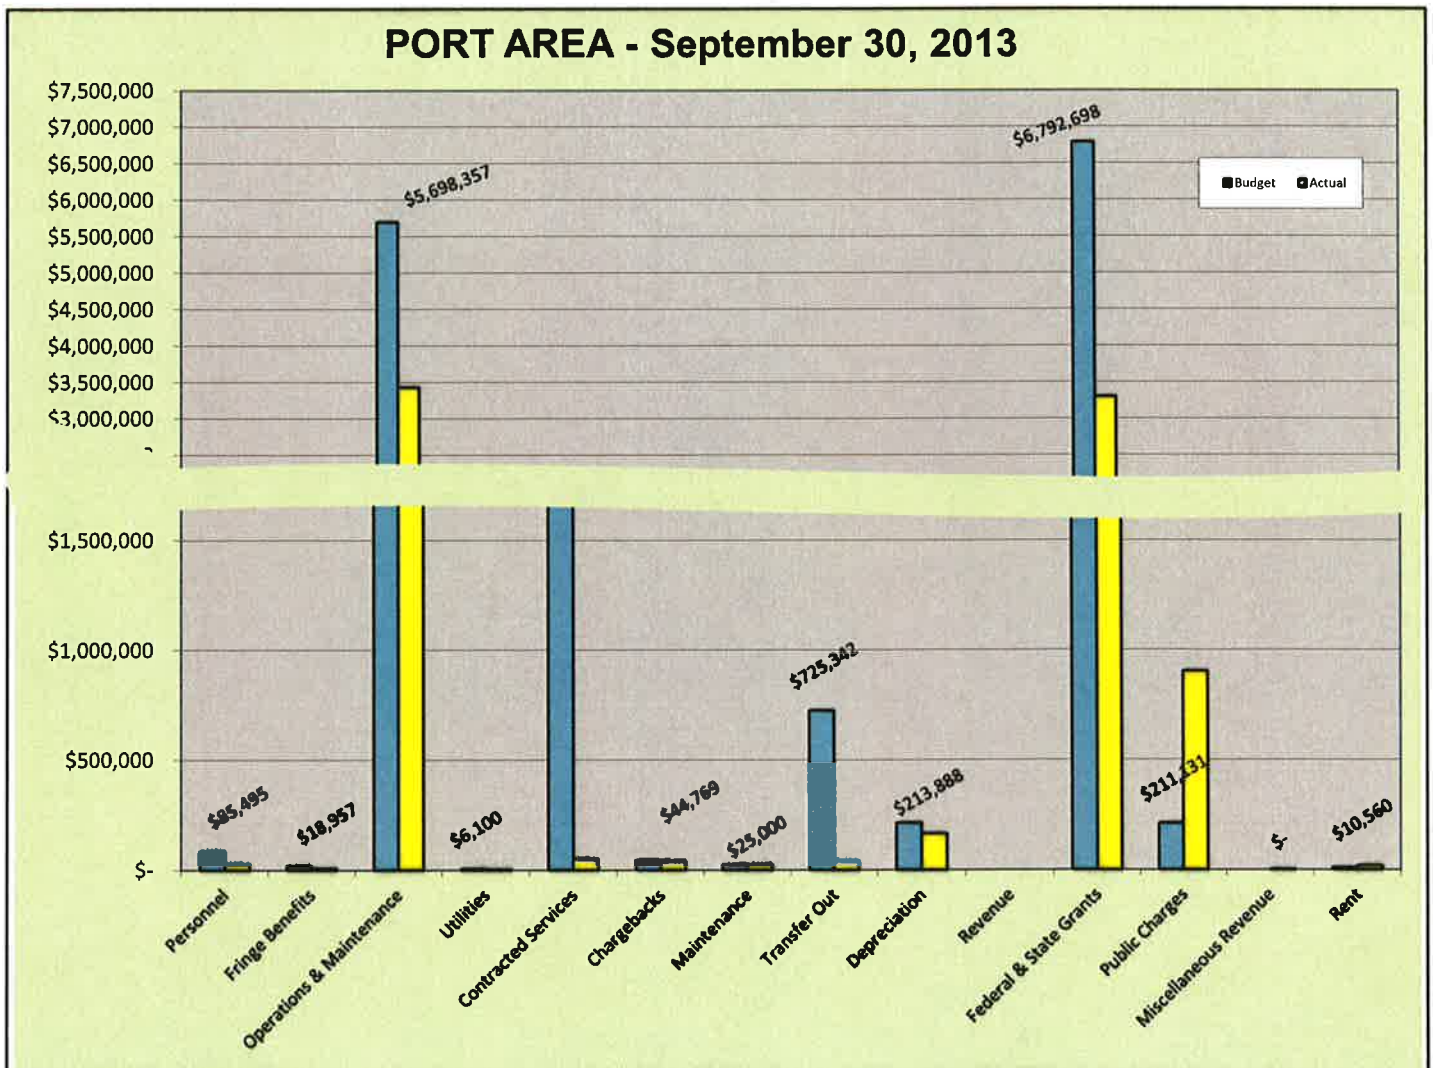 PORT AREA - September 30, 2013
$7,500,000
$7,000,000
$6,500,000
$6,000,000
$5,500,000
$5,000,000
$4,500,000
$4,000,000
$3,500,000
$3,000,000
$1,500,000
$1,000,000
$500,000
$-
Budget Actual
$85,495
$18,957
$5,698,357
$6,100
$44,769
$25,000
$725,342
$213,888
$6,792,698
$211,131
$-
$10,560
Personnel
Fringe Benefits
Operations & Maintenance
Utilities
Contracted Services
Chargebacks
Maintenance
Transfer Out
Depreciation
Revenue
Federal & State Grants
Public Charges
Miscellaneous Revenue
Rent